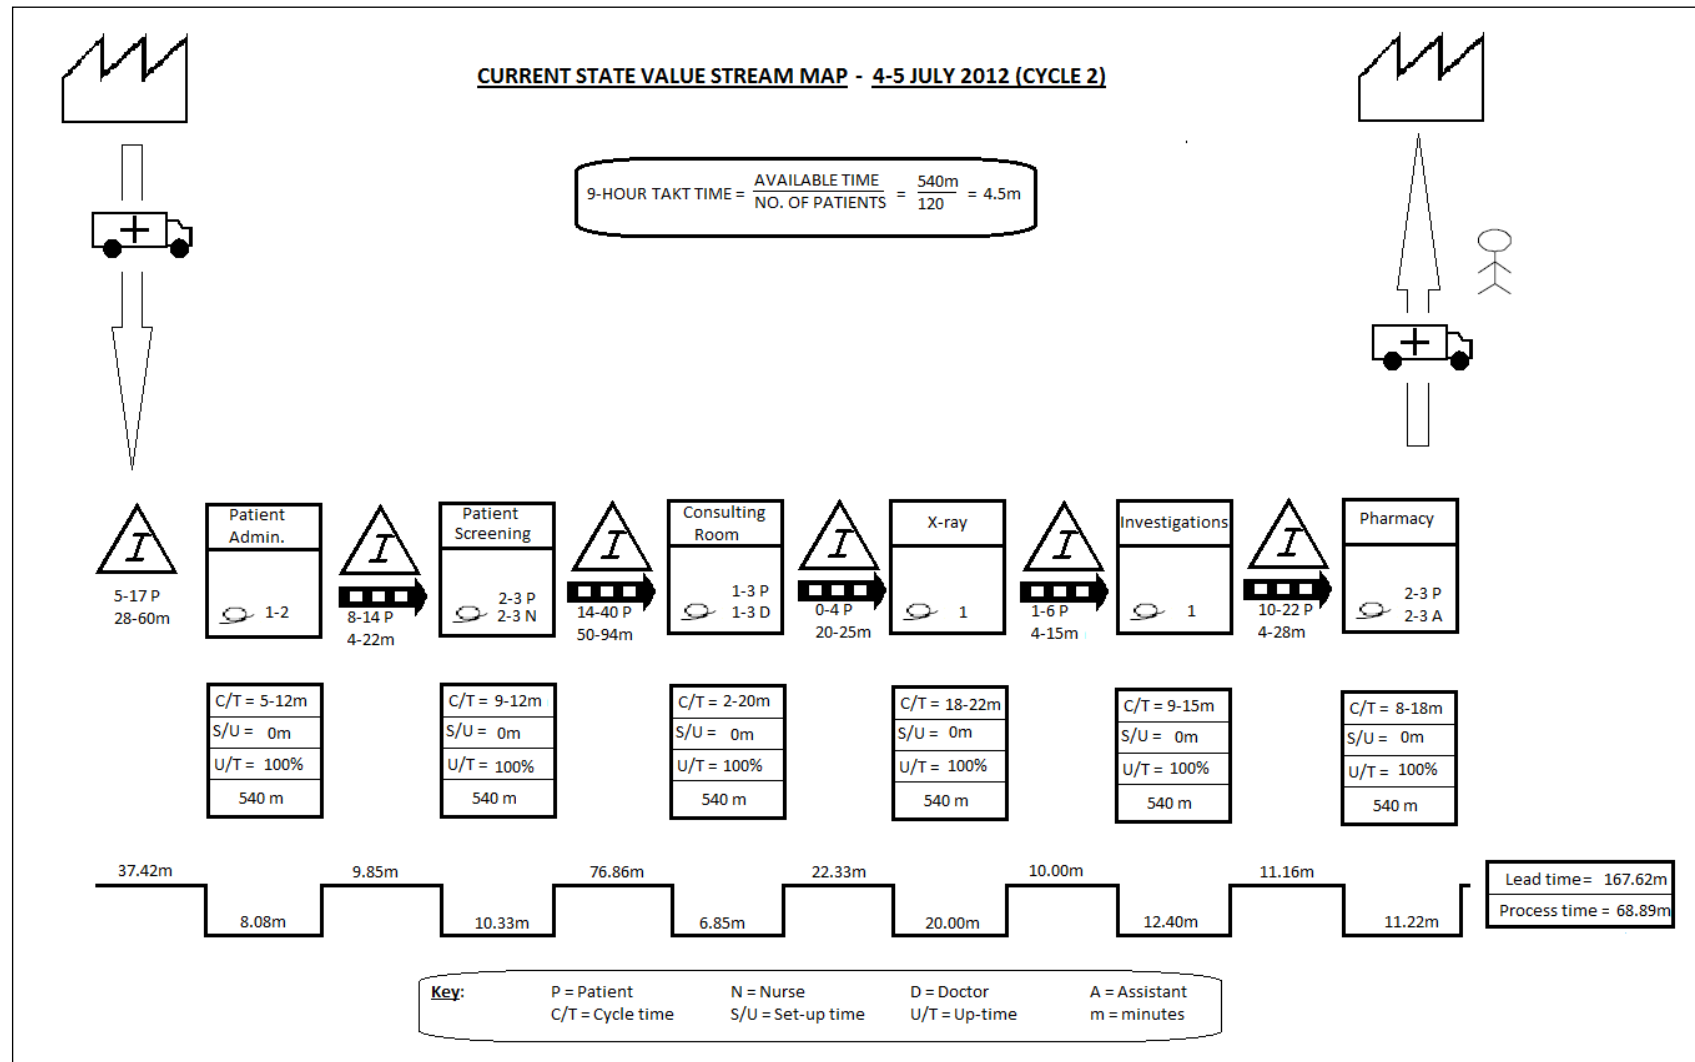 CURRENT STATE VALUE STREAM MAP - 4-5 JULY 2012 (CYCLE 2)
9-HOUR TAKT TIME = AVAILABLE TIME / NO. OF PATIENTS = 540m / 120 = 4.5m
I
5-17 P
28-60m
Patient
Admin.
1-2
I
8-14 P
4-22m
Patient
Screening
2-3 P
2-3 N
I
14-40 P
50-94m
Consulting
Room
1-3 P
1-3 D
I
0-4 P
20-25m
X-ray
1
I
1-6 P
4-15m
Investigations
1
I
10-22 P
4-28m
Pharmacy
2-3 P
2-3 A
C/T = 5-12m
S/U = 0m
U/T = 100%
540 m
C/T = 9-12m
S/U = 0m
U/T = 100%
540 m
C/T = 2-20m
S/U = 0m
U/T = 100%
540 m
C/T = 18-22m
S/U = 0m
U/T = 100%
540 m
C/T = 9-15m
S/U = 0m
U/T = 100%
540 m
C/T = 8-18m
S/U = 0m
U/T = 100%
540 m
37.42m
8.08m
9.85m
10.33m
76.86m
6.85m
22.33m
20.00m
10.00m
12.40m
11.16m
11.22m
Lead time= 167.62m
Process time = 68.89m
Key: P = Patient N = Nurse D = Doctor A = Assistant
C/T = Cycle time S/U = Set-up time U/T = Up-time m = minutes